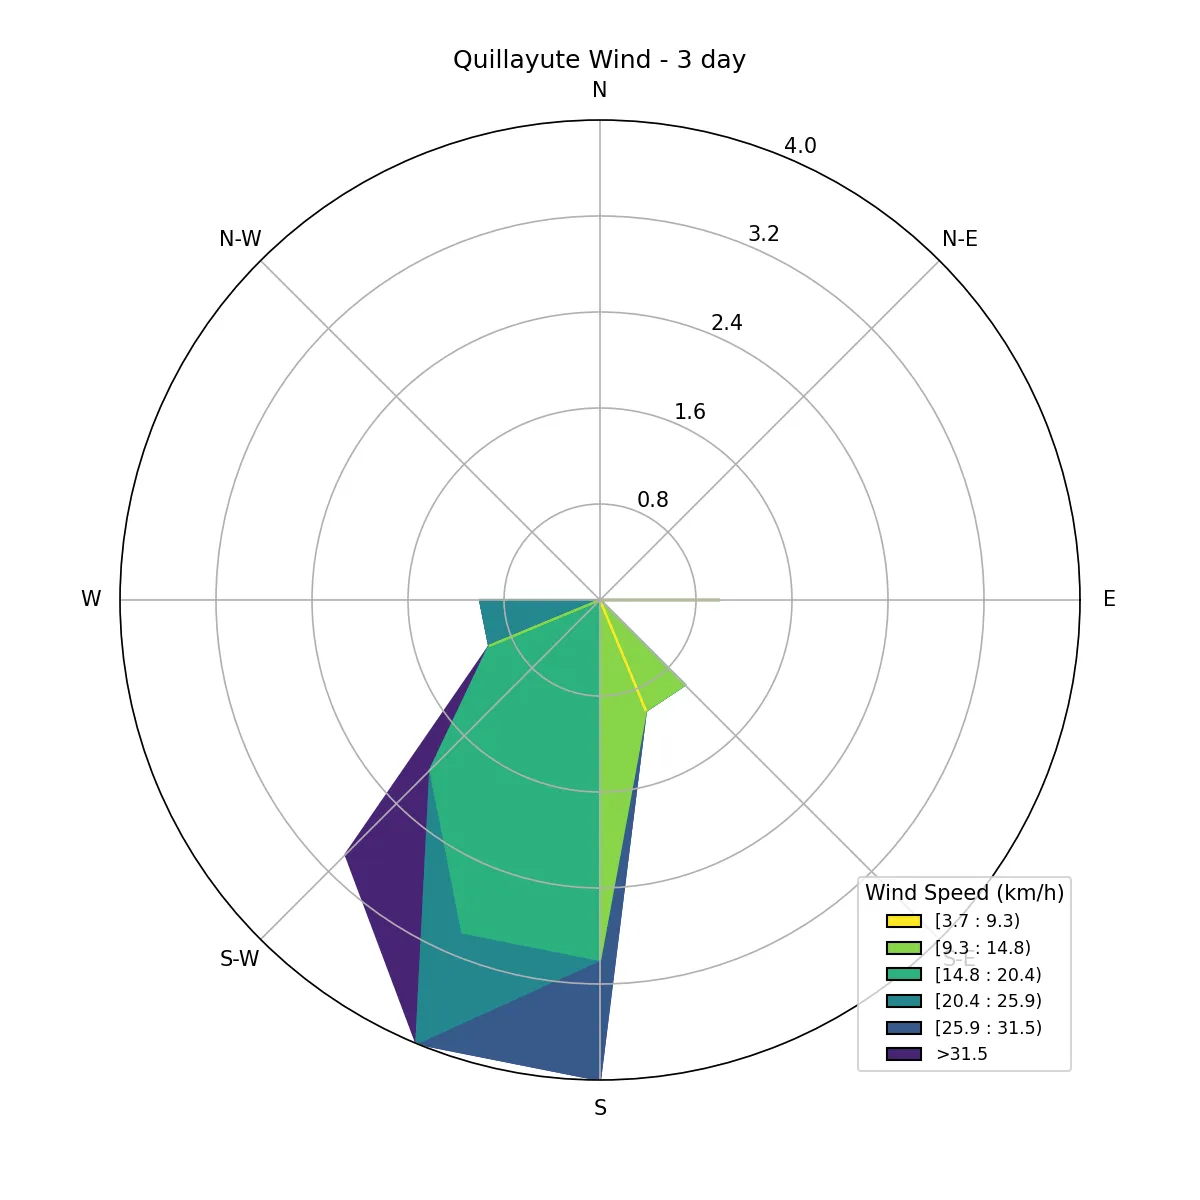 Quillayute Wind - 3 day
N
4.0
N-W
3.2
N-E
2.4
1.6
0.8
W
E
S-W
S-E
Wind Speed (km/h)
[3.7 : 9.3)
[9.3 : 14.8)
[14.8 : 20.4)
[20.4 : 25.9)
[25.9 : 31.5)
>31.5
S